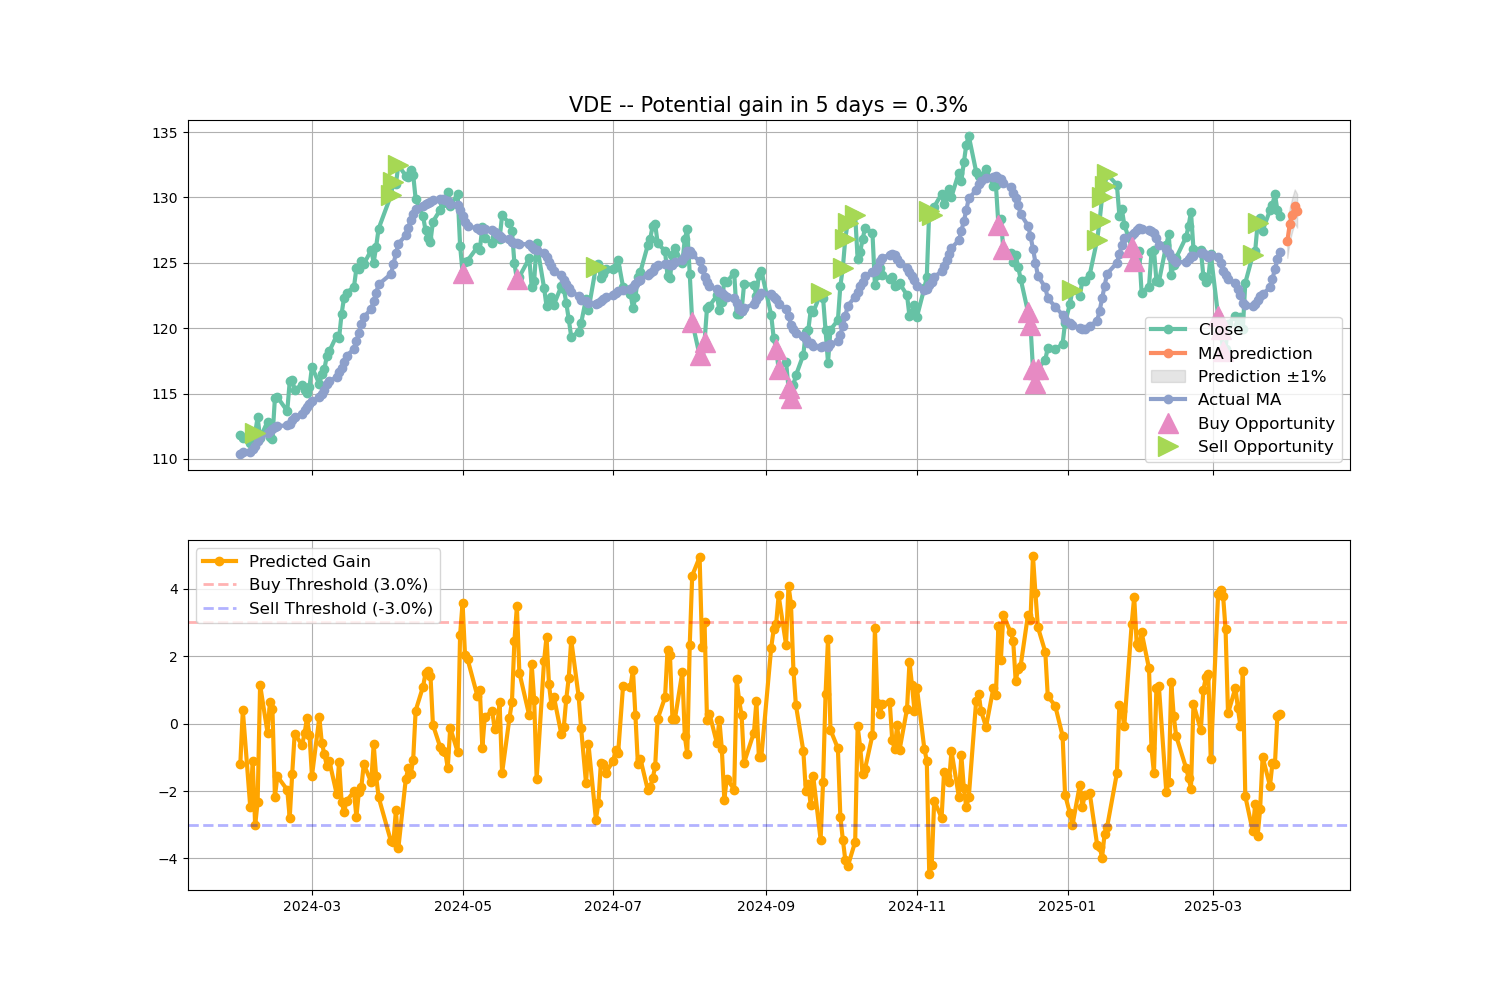 VDE -- Potential gain in 5 days = 0.3%
135
130
125
120
115
110
Close
MA prediction
Prediction ±1%
Actual MA
Buy Opportunity
Sell Opportunity
Predicted Gain
Buy Threshold (3.0%)
Sell Threshold (-3.0%)
4
2
0
−2
−4
2024-03
2024-05
2024-07
2024-09
2024-11
2025-01
2025-03